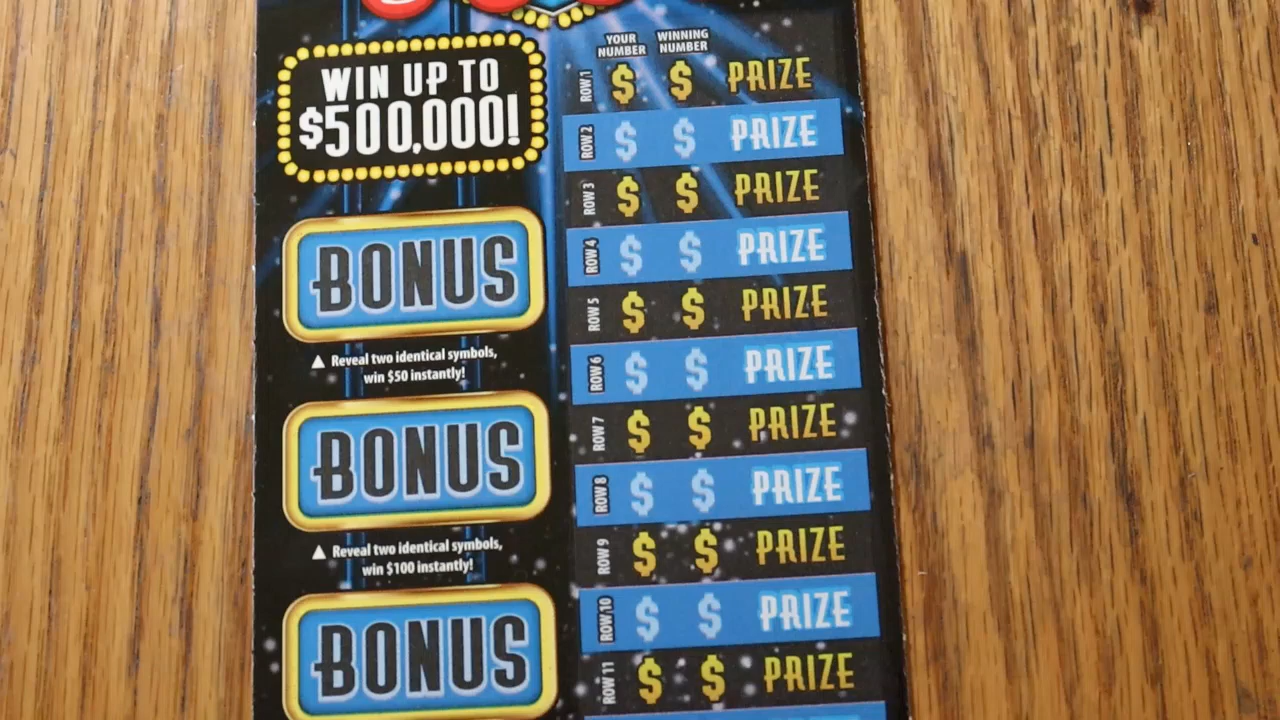 WIN UP TO
$500,000!
BONUS
▲ Reveal two identical symbols,
win $50 instantly!
BONUS
▲ Reveal two identical symbols,
win $100 instantly!
BONUS
YOUR NUMBER WINNING NUMBER
ROW 1 $ $ PRIZE
ROW 2 $ $ PRIZE
ROW 3 $ $ PRIZE
ROW 4 $ $ PRIZE
ROW 5 $ $ PRIZE
ROW 6 $ $ PRIZE
ROW 7 $ $ PRIZE
ROW 8 $ $ PRIZE
ROW 9 $ $ PRIZE
ROW 10 $ $ PRIZE
ROW 11 $ $ PRIZE